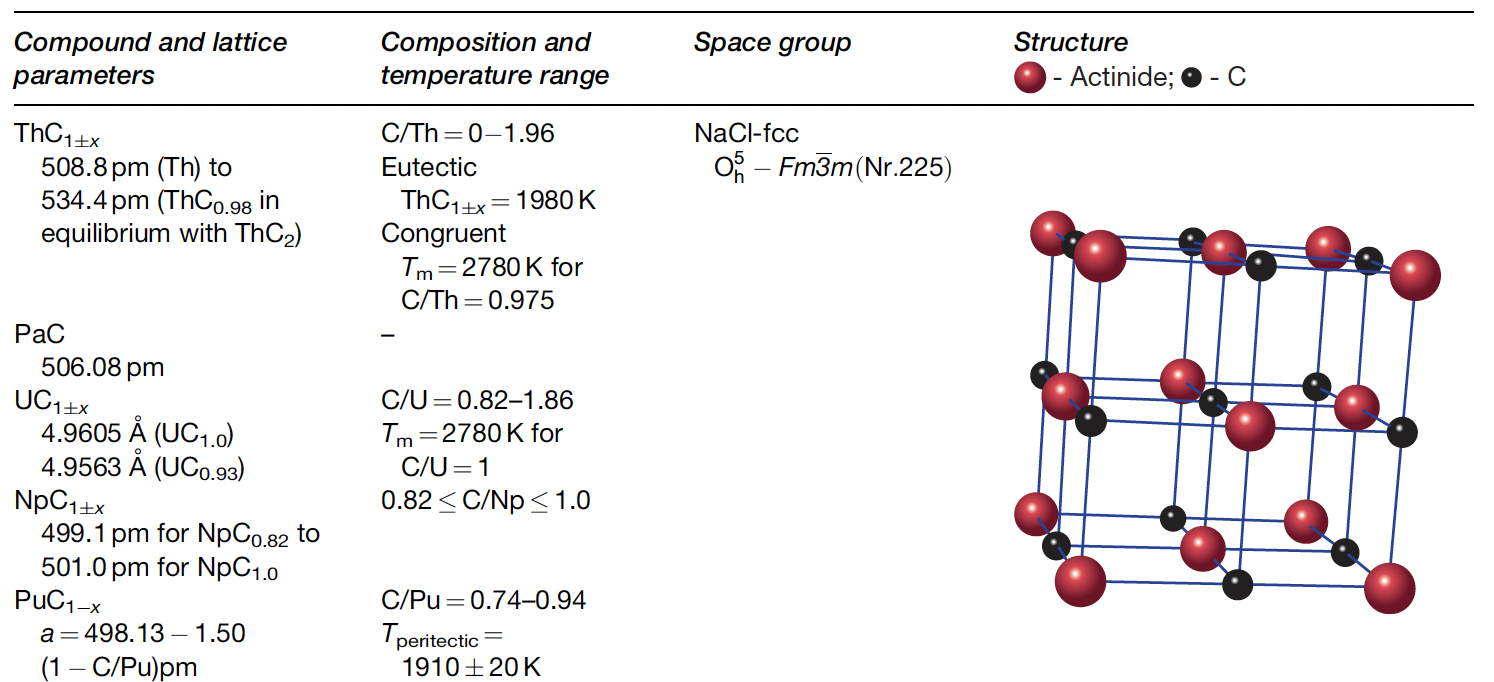 Compound and lattice parameters
Composition and temperature range
Space group
Structure
- Actinide; - C
ThC₁±ₓ
508.8 pm (Th) to
534.4 pm (ThC₀.₉₈ in
equilibrium with ThC₂)
C/Th = 0–1.96
Eutectic
ThC₁±ₓ = 1980 K
Congruent
Tₘ = 2780 K for
C/Th = 0.975
NaCl-fcc
O⁵ₕ – Fm3̅m(Nr.225)
PaC
506.08 pm
–
UC₁±ₓ
4.9605 Å (UC₁.₀)
4.9563 Å (UC₀.₉₃)
C/U = 0.82–1.86
Tₘ = 2780 K for
C/U = 1
NpC₁±ₓ
499.1 pm for NpC₀.₈₂ to
501.0 pm for NpC₁.₀
0.82 ≤ C/Np ≤ 1.0
PuC₁₋ₓ
a = 498.13 – 1.50
(1 – C/Pu)pm
C/Pu = 0.74–0.94
Tperitectic =
1910 ± 20 K